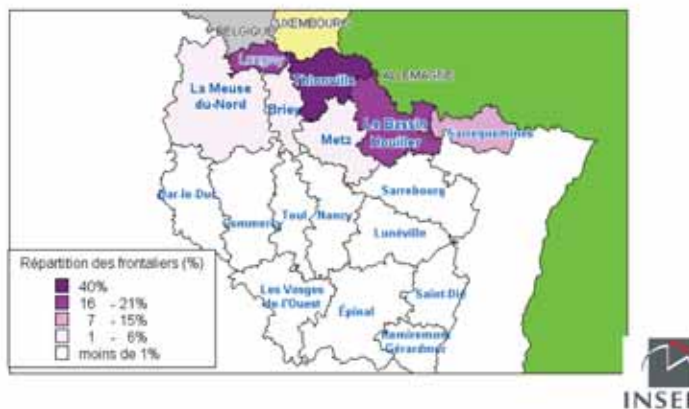 BELGIQUE
LUXEMBOURG
Longwy
Thionville
ALLEMAGNE
La Meuse
du-Nord
Briey
Metz
Le Bassin
Houiller
Sarreguemines
Bar-le-Duc
Commercy
Toul
Nancy
Sarrebourg
Lunéville
Les Vosges
de l'Ouest
Épinal
Saint-Dié
Remiremont
Gérardmer
Répartition des frontaliers (%)
40%
16 - 21%
7 - 15%
1 - 6%
moins de 1%
INSEE